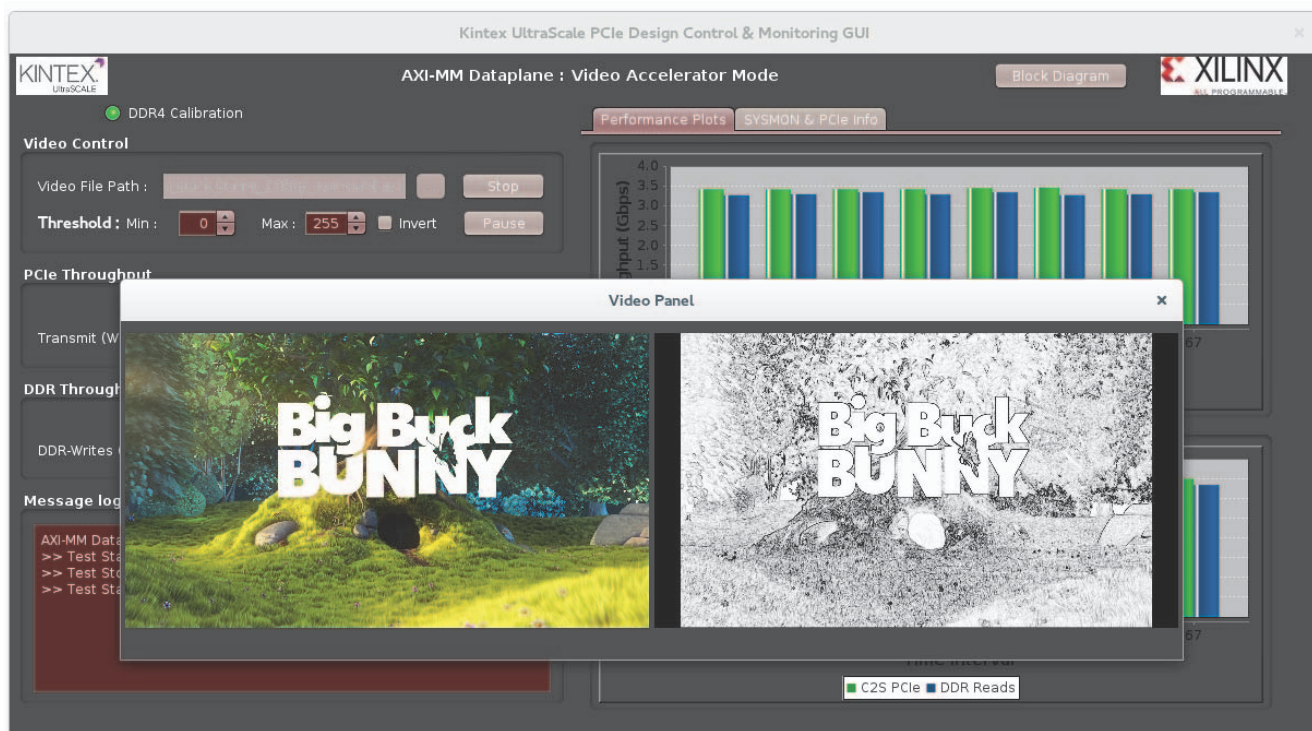 Kintex UltraScale PCIe Design Control & Monitoring GUI
KINTEX
UltraSCALE
AXI-MM Dataplane : Video Accelerator Mode
Block Diagram
XILINX
ALL PROGRAMMABLE
DDR4 Calibration
Performance Plots
SYSMON & PCIe Info
Video Control
Video File Path :
Stop
Threshold : Min : 0 Max : 255 Invert
Pause
4.0
3.5
3.0
2.5
2.0
1.5
ghput (Gbps)
PCIe Throughput
Video Panel
Transmit (W
67
DDR Through
DDR-Writes (
Big Buck
BUNNY
Big Buck
BUNNY
Message log
AXI-MM Data
>> Test Sta
>> Test Sto
>> Test Sta
67
Time Interval
C2S PCIe DDR Reads